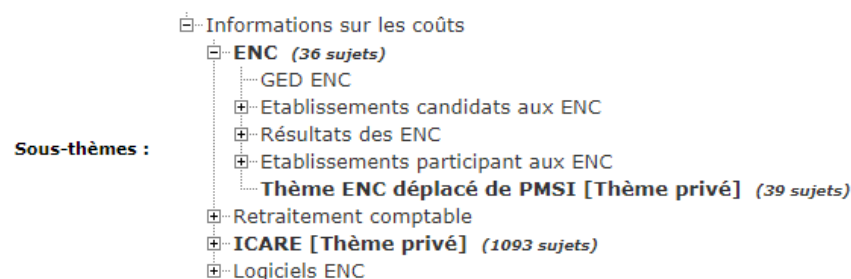 Informations sur les coûts
ENC (36 sujets)
GED ENC
Etablissements candidats aux ENC
Résultats des ENC
Sous-thèmes :
Etablissements participant aux ENC
Thème ENC déplacé de PMSI [Thème privé] (39 sujets)
Retraitement comptable
ICARE [Thème privé] (1093 sujets)
Logiciels ENC